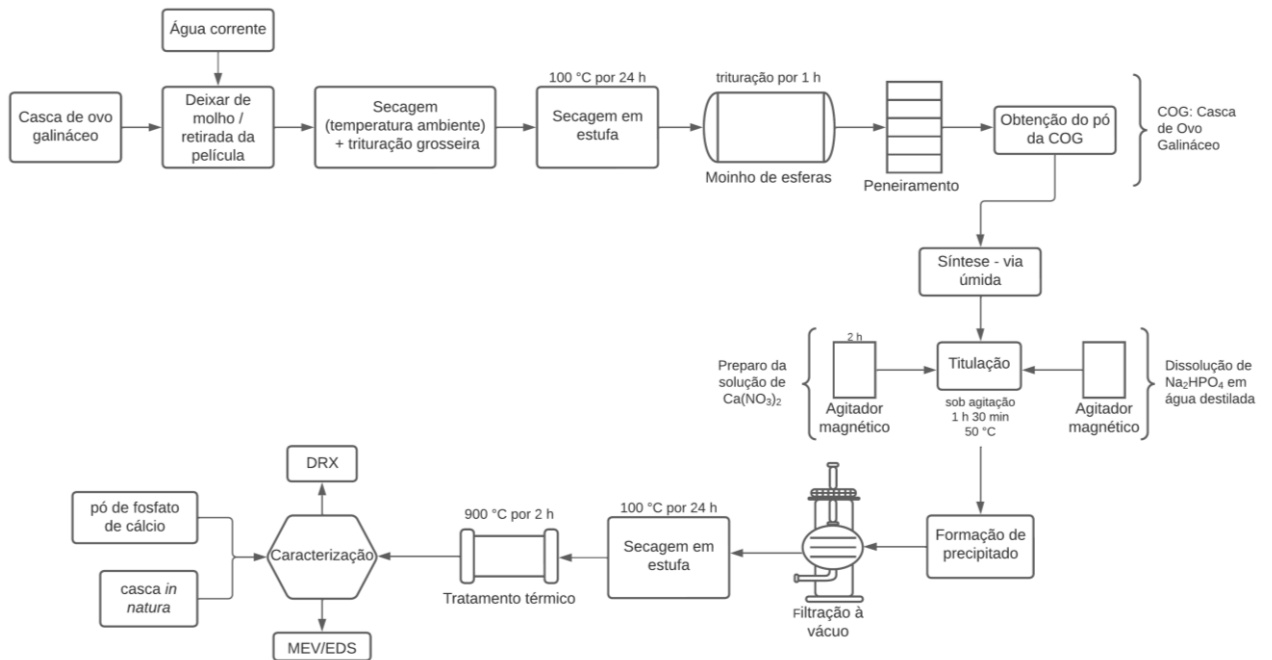 Água corrente
Casca de ovo
galináceo
Deixar de
molho /
retirada da
película
Secagem
(temperatura ambiente)
+ trituração grosseira
100 °C por 24 h
Secagem em
estufa
trituração por 1 h
Moinho de esferas
Peneiramento
Obtenção do pó
da COG
COG: Casca
de Ovo
Galináceo
Síntese - via
úmida
Preparo da
solução de
Ca(NO₃)₂
2 h
Agitador
magnético
Titulação
sob agitação
1 h 30 min
50 °C
Agitador
magnético
Dissolução de
Na₂HPO₄ em
água destilada
Formação de
precipitado
Filtração à
vácuo
100 °C por 24 h
Secagem em
estufa
900 °C por 2 h
Tratamento térmico
DRX
Caracterização
pó de fosfato
de cálcio
casca in
natura
MEV/EDS